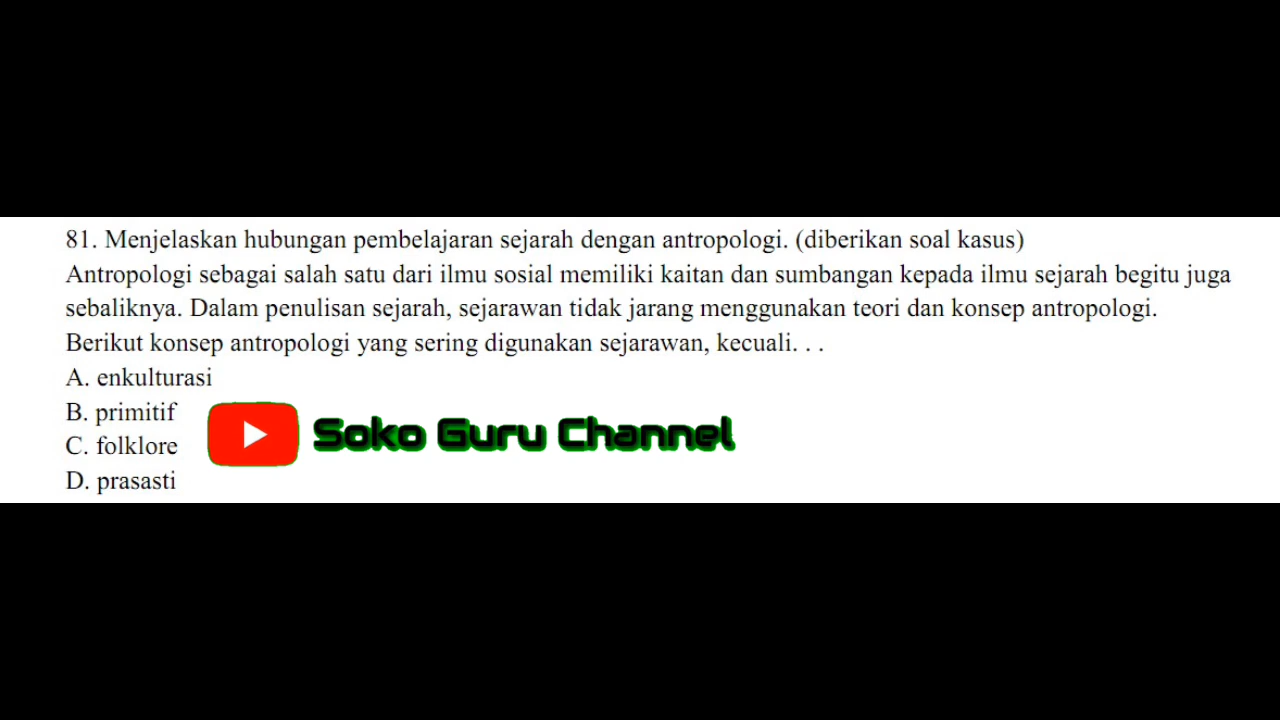 81. Menjelaskan hubungan pembelajaran sejarah dengan antropologi. (diberikan soal kasus)
Antropologi sebagai salah satu dari ilmu sosial memiliki kaitan dan sumbangan kepada ilmu sejarah begitu juga
sebaliknya. Dalam penulisan sejarah, sejarawan tidak jarang menggunakan teori dan konsep antropologi.
Berikut konsep antropologi yang sering digunakan sejarawan, kecuali. . .
A. enkulturasi
B. primitif
C. folklore
D. prasasti
Soko Guru Channel